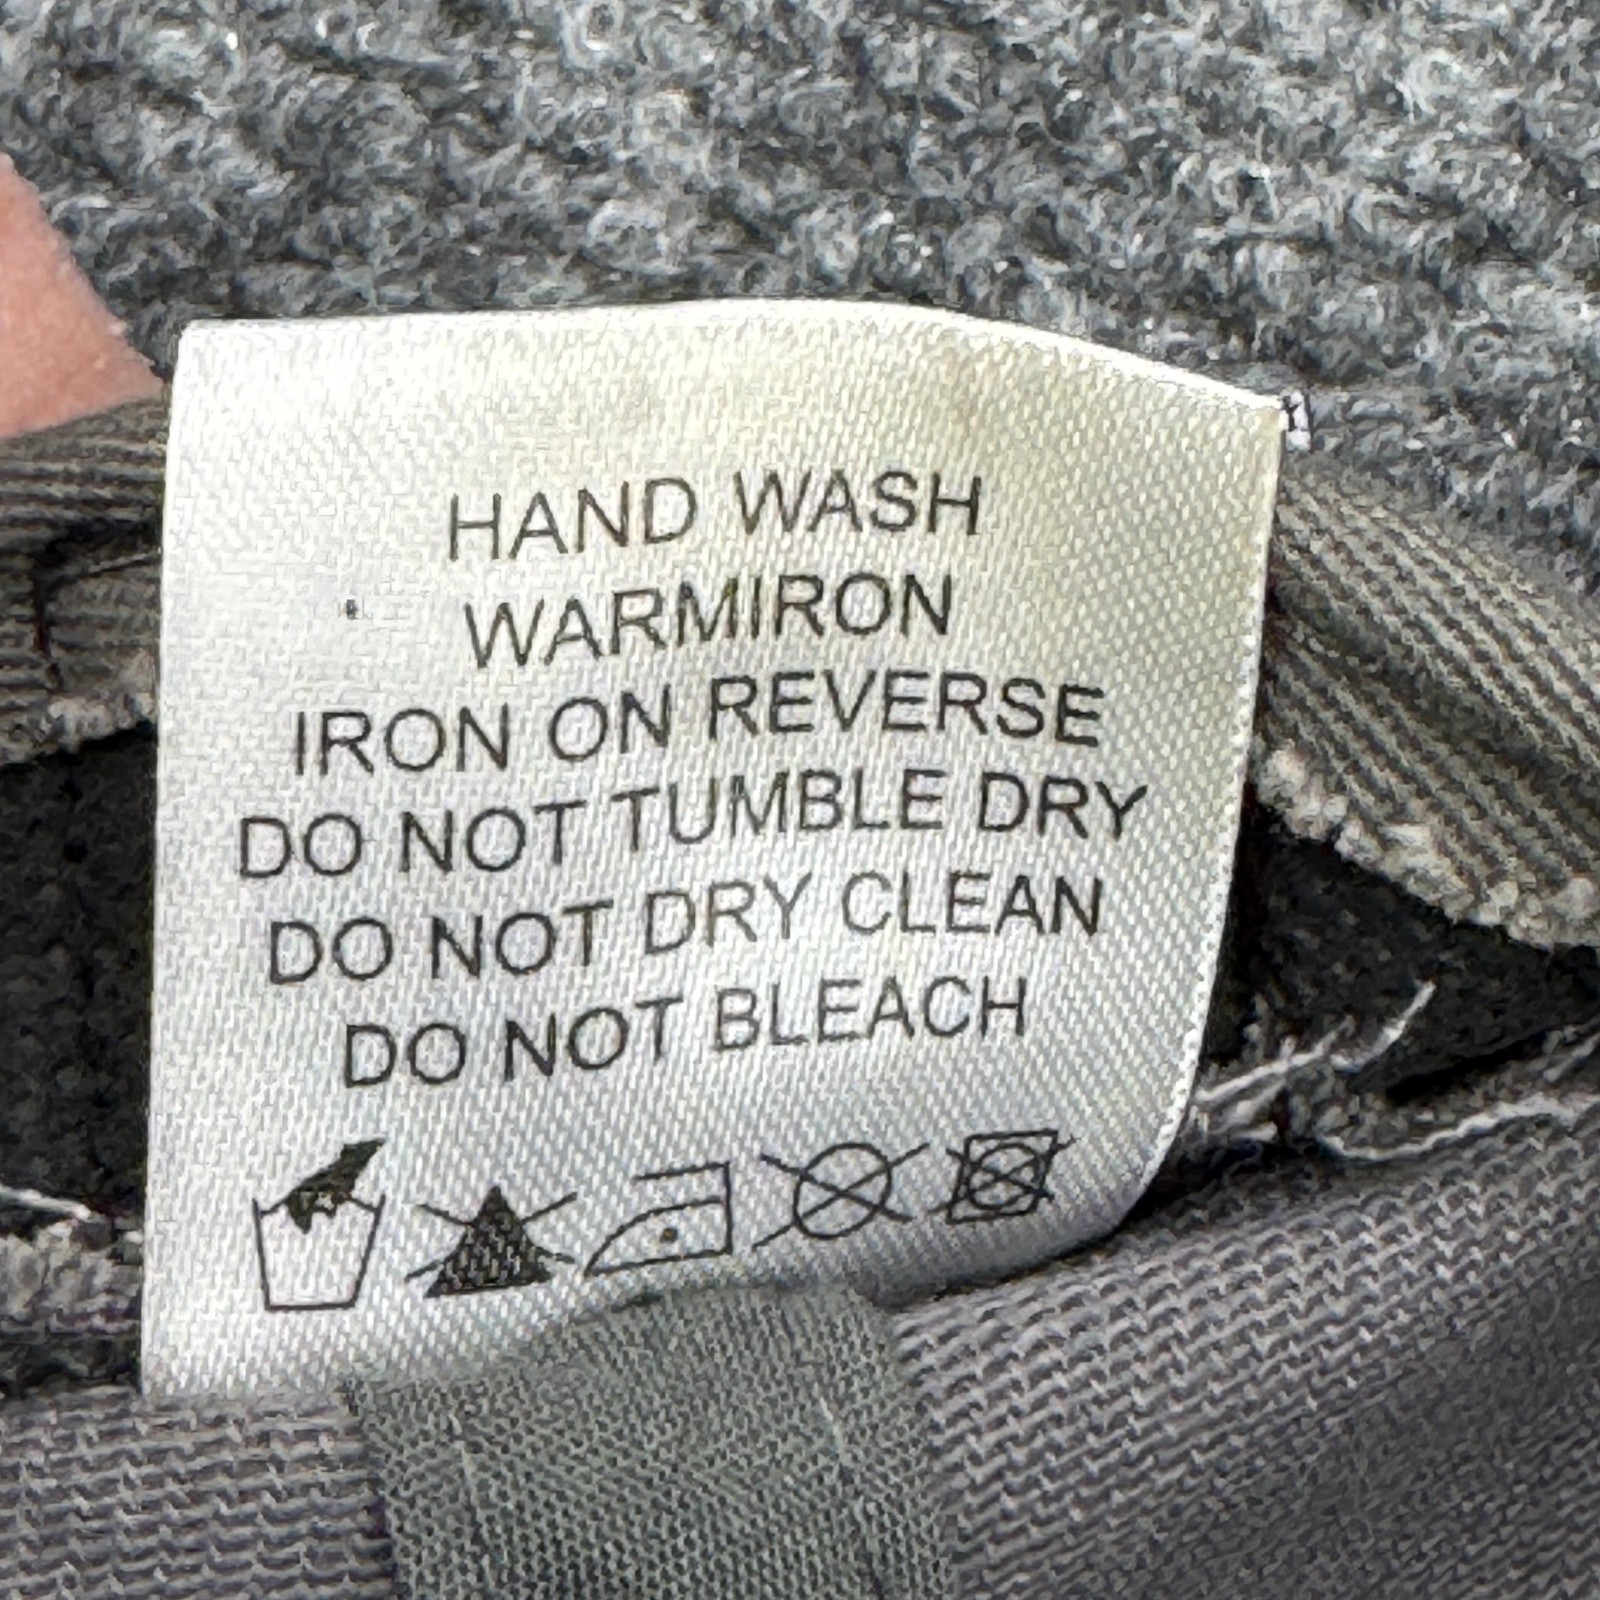 HAND WASH
WARMIRON
IRON ON REVERSE
DO NOT TUMBLE DRY
DO NOT DRY CLEAN
DO NOT BLEACH